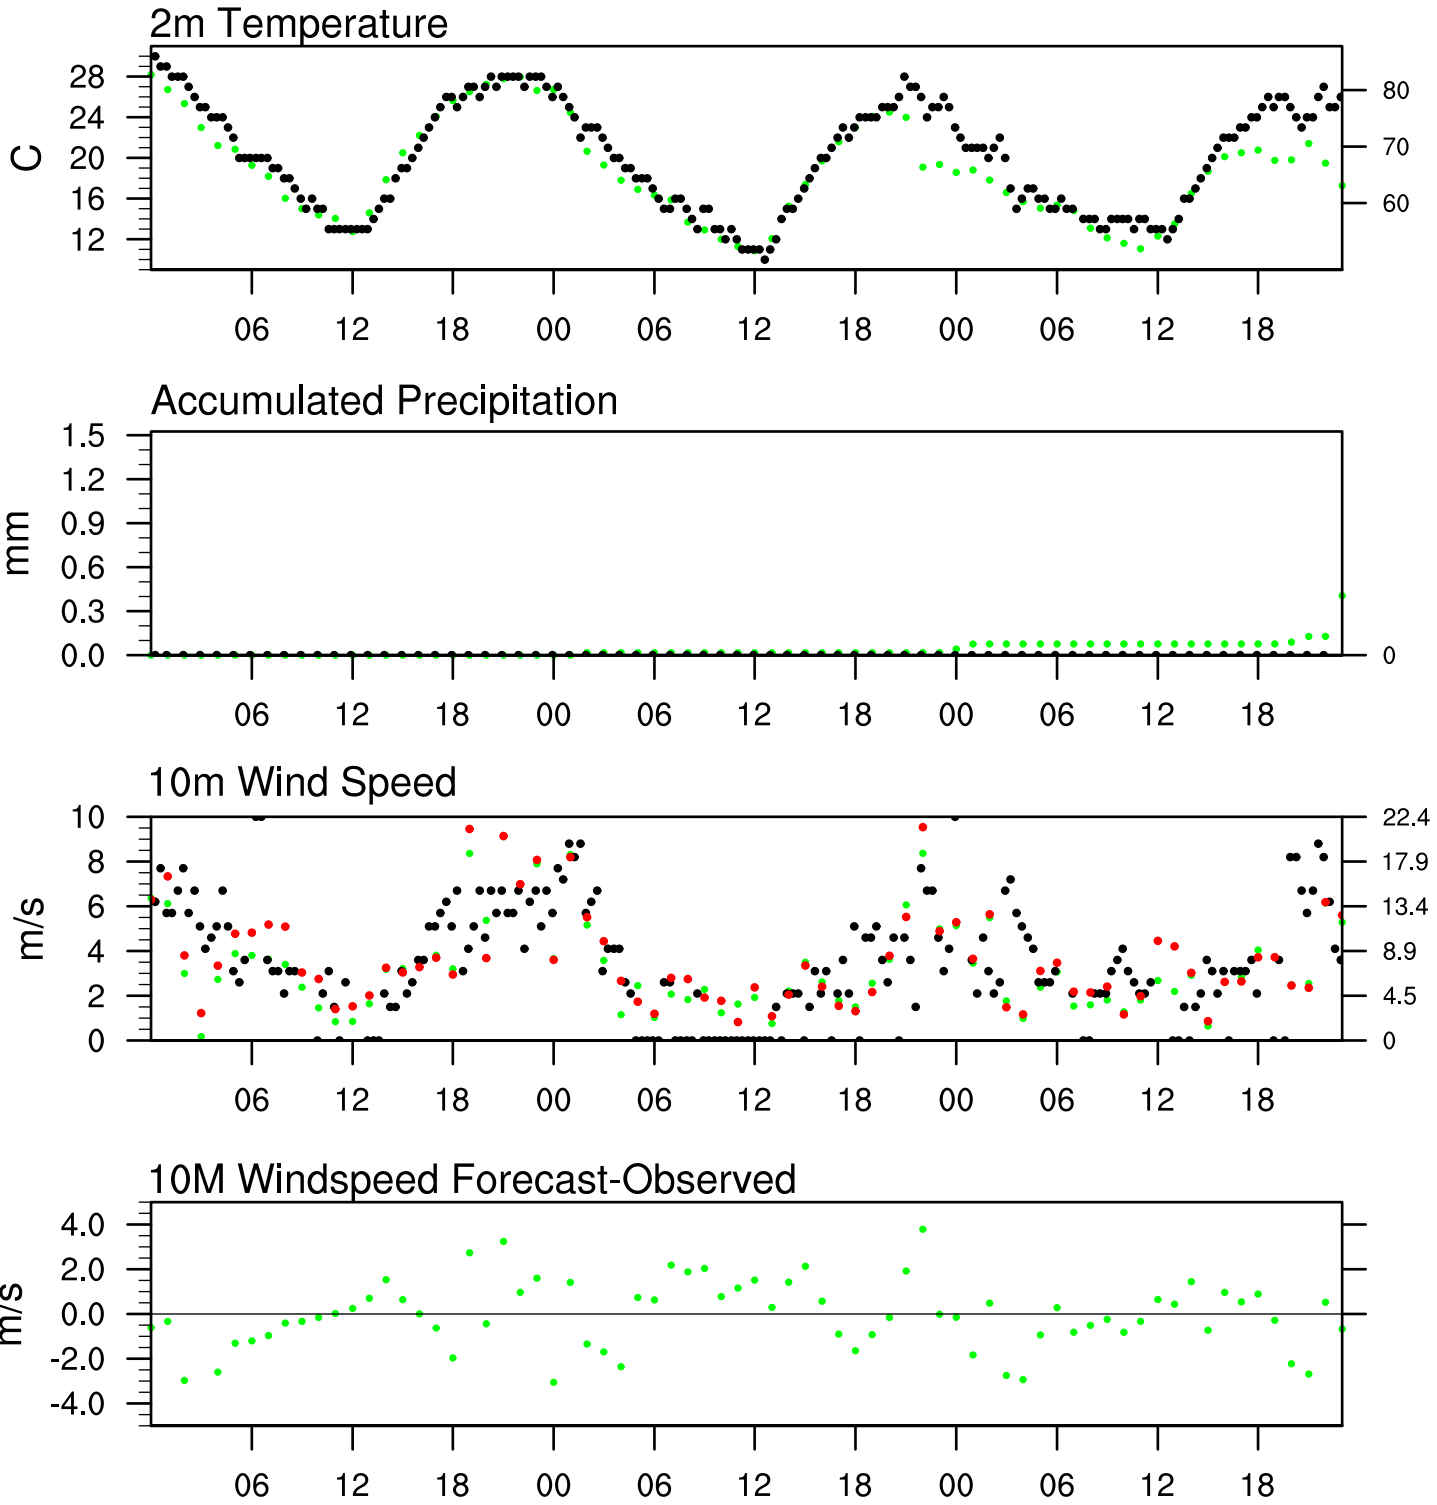 2m Temperature
C
28
24
20
16
12
80
70
60
06 12 18 00 06 12 18 00 06 12 18
Accumulated Precipitation
mm
1.5
1.2
0.9
0.6
0.3
0.0
0
06 12 18 00 06 12 18 00 06 12 18
10m Wind Speed
m/s
10
8
6
4
2
0
22.4
17.9
13.4
8.9
4.5
0
06 12 18 00 06 12 18 00 06 12 18
10M Windspeed Forecast-Observed
m/s
4.0
2.0
0.0
-2.0
-4.0
06 12 18 00 06 12 18 00 06 12 18